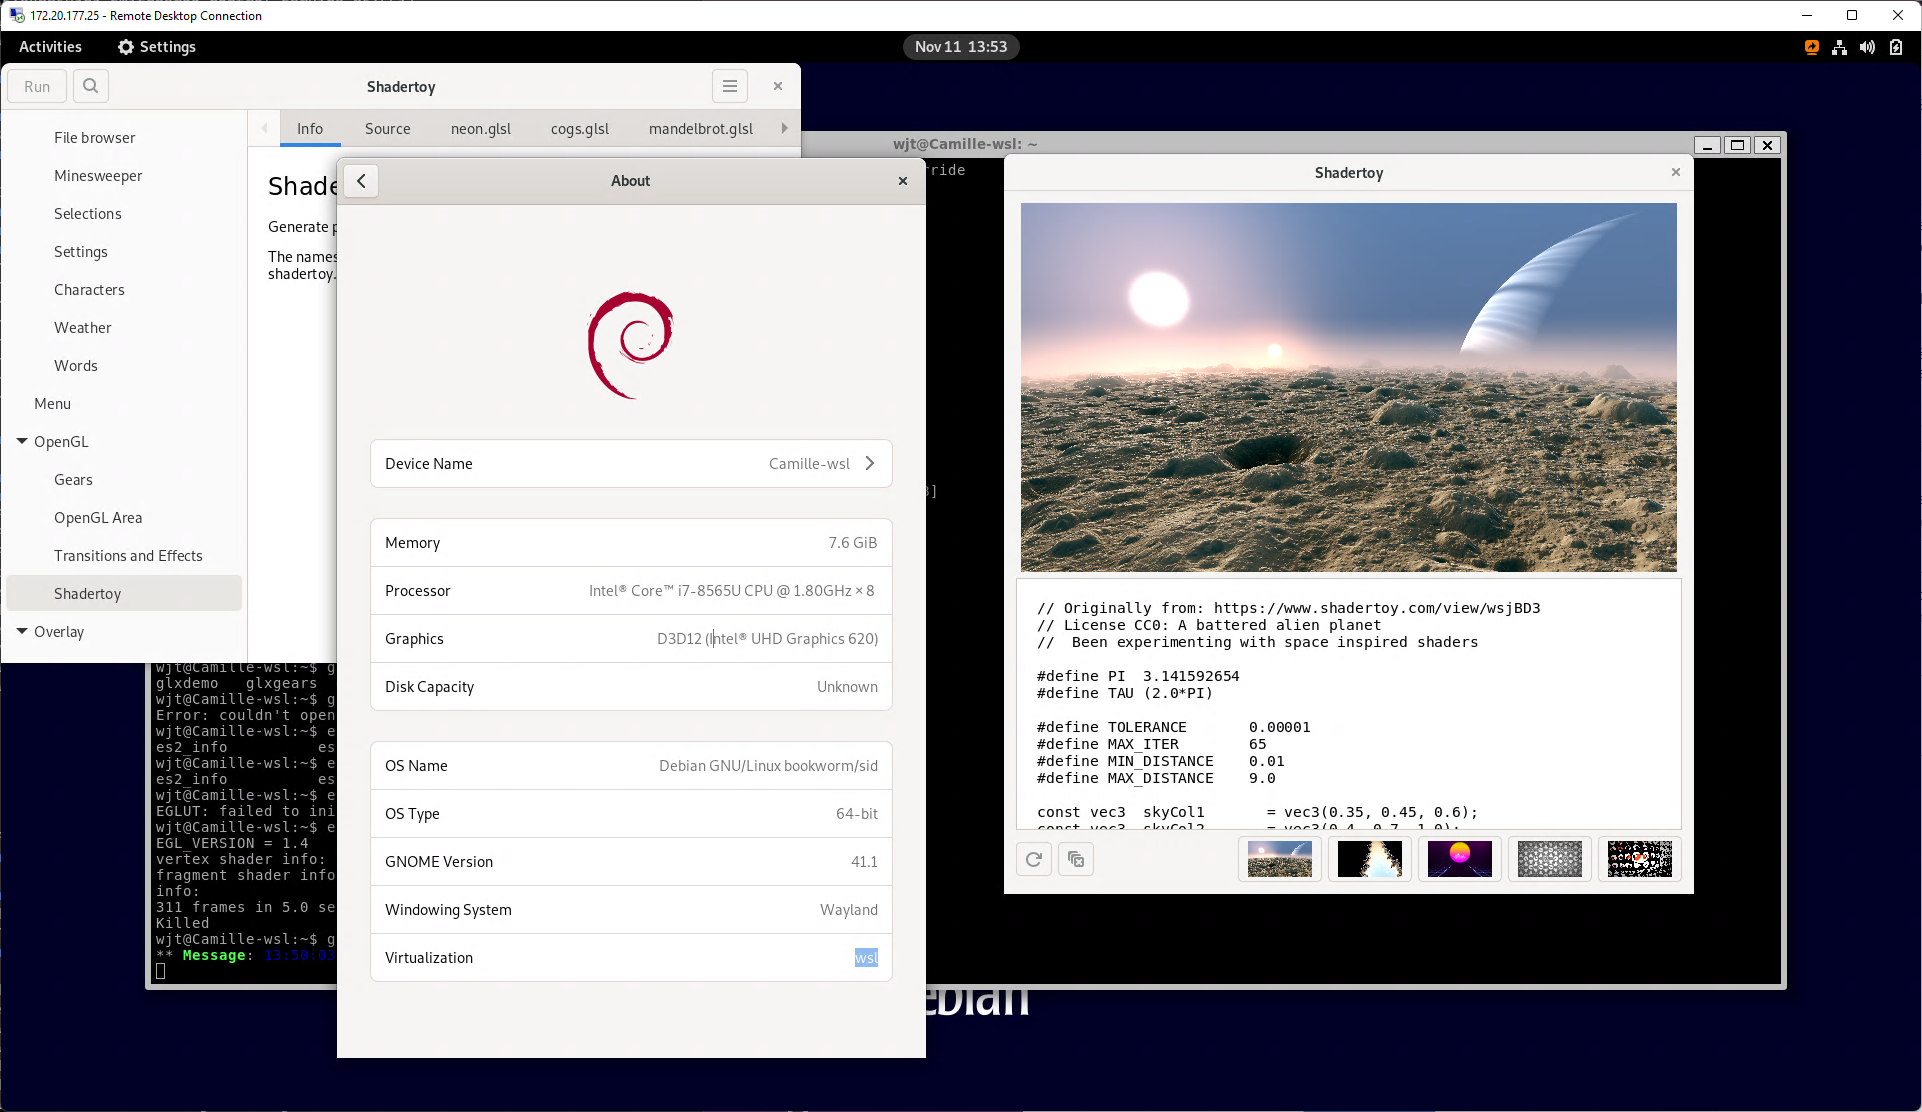 172.20.177.25 - Remote Desktop Connection
Activities
Settings
Nov 11 13:53
Run
Shadertoy
File browser
Minesweeper
Selections
Settings
Characters
Weather
Words
Menu
OpenGL
Gears
OpenGL Area
Transitions and Effects
Shadertoy
Overlay
Info
Source
neon.glsl
cogs.glsl
mandelbrot.glsl
Generate
The names
shadertoy.
About
Device Name
Camille-wsl
Memory
7.6 GiB
Processor
Intel® Core™ i7-8565U CPU @ 1.80GHz × 8
Graphics
D3D12 (Intel® UHD Graphics 620)
Disk Capacity
Unknown
OS Name
Debian GNU/Linux bookworm/sid
OS Type
64-bit
GNOME Version
41.1
Windowing System
Wayland
Virtualization
wsl
wjt@Camille-wsl: ~
wjt@Camille-wsl:~$ g
glxdemo glxgears
wjt@Camille-wsl:~$ g
Error: couldn't open
wjt@Camille-wsl:~$ e
es2_info es
wjt@Camille-wsl:~$ e
es2_info es
wjt@Camille-wsl:~$ e
EGLUT: failed to ini
wjt@Camille-wsl:~$ e
EGL_VERSION = 1.4
vertex shader info:
fragment shader info
info:
311 frames in 5.0 se
Killed
wjt@Camille-wsl:~$ g
** Message: 13:50:03
Shadertoy
// Originally from: https://www.shadertoy.com/view/wsjBD3
// License CC0: A battered alien planet
// Been experimenting with space inspired shaders
#define PI 3.141592654
#define TAU (2.0*PI)
#define TOLERANCE 0.00001
#define MAX_ITER 65
#define MIN_DISTANCE 0.01
#define MAX_DISTANCE 9.0
const vec3 skyCol1 = vec3(0.35, 0.45, 0.6);
const vec3 skyCol2 = vec3(0.4, 0.7, 1.0);